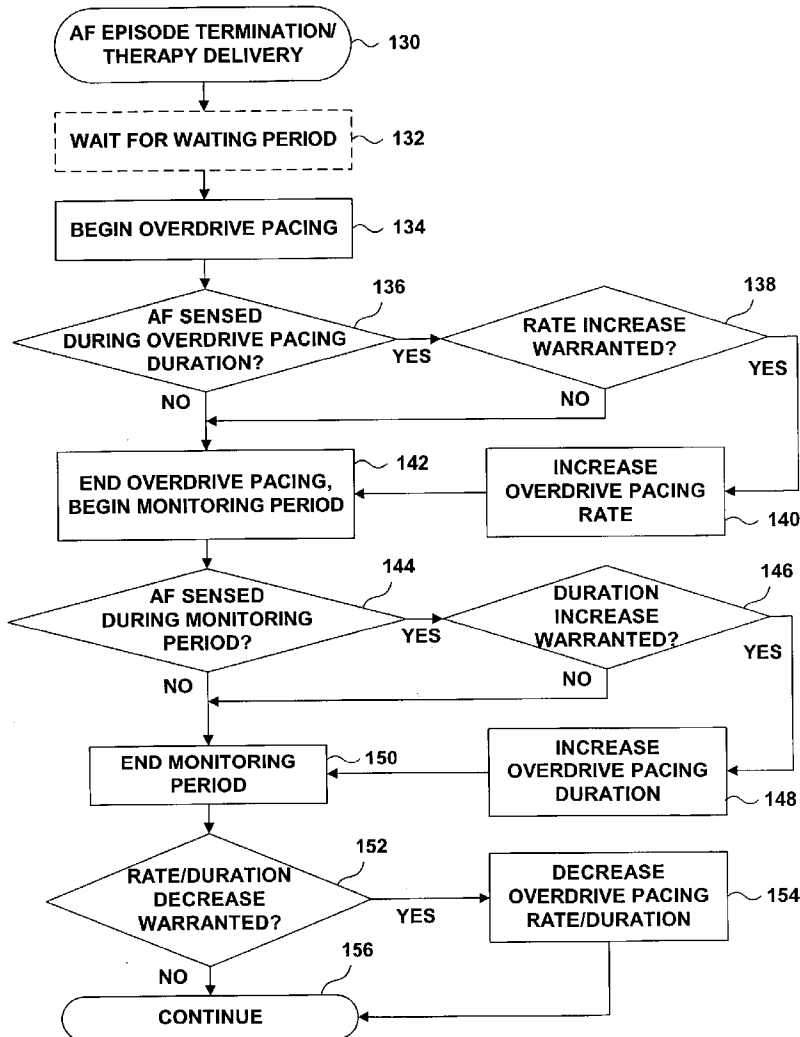 AF EPISODE TERMINATION/
THERAPY DELIVERY
130
WAIT FOR WAITING PERIOD
132
BEGIN OVERDRIVE PACING
134
136
AF SENSED
DURING OVERDRIVE PACING
DURATION?
YES
NO
138
RATE INCREASE
WARRANTED?
YES
NO
END OVERDRIVE PACING,
BEGIN MONITORING PERIOD
142
INCREASE
OVERDRIVE PACING
RATE
140
144
AF SENSED
DURING MONITORING
PERIOD?
YES
NO
146
DURATION
INCREASE
WARRANTED?
YES
NO
END MONITORING
PERIOD
150
INCREASE
OVERDRIVE PACING
DURATION
148
152
RATE/DURATION
DECREASE
WARRANTED?
YES
NO
DECREASE
OVERDRIVE PACING
RATE/DURATION
154
156
CONTINUE